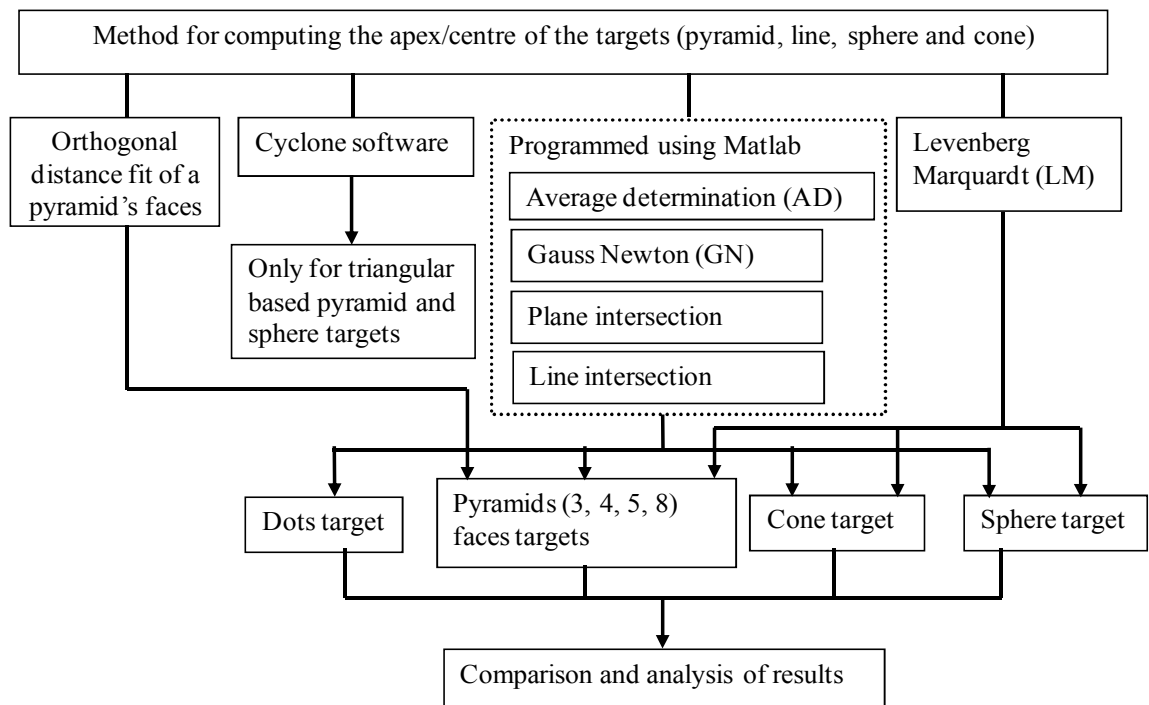 Method for computing the apex/centre of the targets (pyramid, line, sphere and cone)
Orthogonal
distance fit of a
pyramid’s faces
Cyclone software
Only for triangular
based pyramid and
sphere targets
Programmed using Matlab
Average determination (AD)
Gauss Newton (GN)
Plane intersection
Line intersection
Levenberg
Marquardt (LM)
Dots target
Pyramids (3, 4, 5, 8)
faces targets
Cone target
Sphere target
Comparison and analysis of results